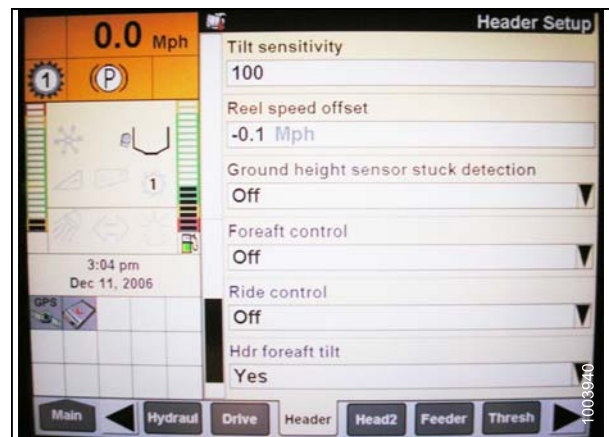 0.0 Mph
Header Setup
1
(P)
Tilt sensitivity
100
Reel speed offset
-0.1 Mph
Ground height sensor stuck detection
Off
1
Foreaft control
Off
3:04 pm
Dec 11, 2006
Ride control
Off
GPS
Hdr foreaft tilt
Yes
Main
Hydraul
Drive
Header
Head2
Feeder
Thresh
1003940